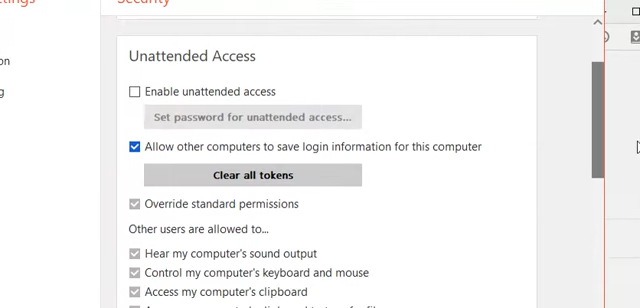 Security
Unattended Access
on
Enable unattended access
g
Set password for unattended access...
Allow other computers to save login information for this computer
Clear all tokens
Override standard permissions
Other users are allowed to...
Hear my computer's sound output
Control my computer's keyboard and mouse
Access my computer's clipboard